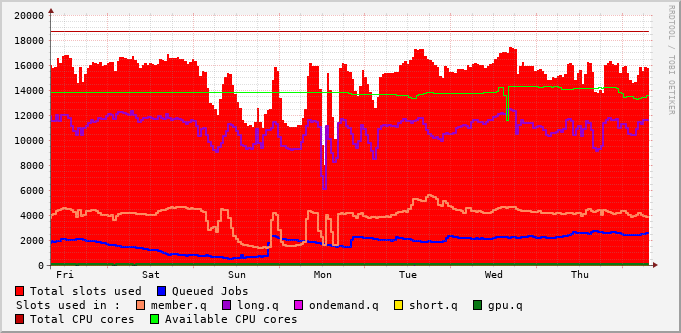 RRDTOOL / TOBI OETIKER
20000
18000
16000
14000
12000
10000
8000
6000
4000
2000
0
Fri Sat Sun Mon Tue Wed Thu
Total slots used Queued Jobs
Slots used in : member.q long.q ondemand.q short.q gpu.q
Total CPU cores Available CPU cores